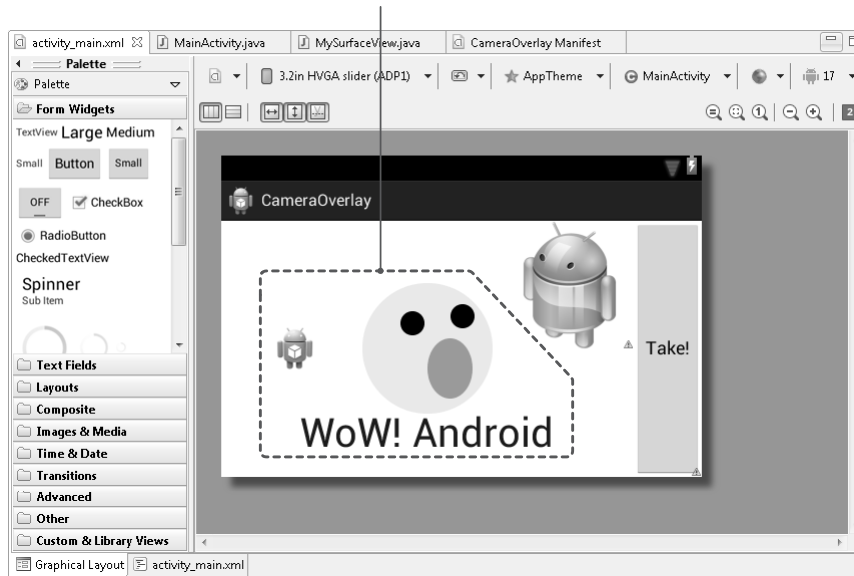 activity_main.xml
MainActivity.java
MySurfaceView.java
CameraOverlay Manifest
Palette
Palette
3.2in HVGA slider (ADP1)
AppTheme
MainActivity
17
Form Widgets
TextView Large Medium
Small Button Small
OFF CheckBox
RadioButton
CheckedTextView
Spinner
Sub Item
Text Fields
Layouts
Composite
Images & Media
Time & Date
Transitions
Advanced
Other
Custom & Library Views
1
2
CameraOverlay
Take!
WoW! Android
Graphical Layout
activity_main.xml